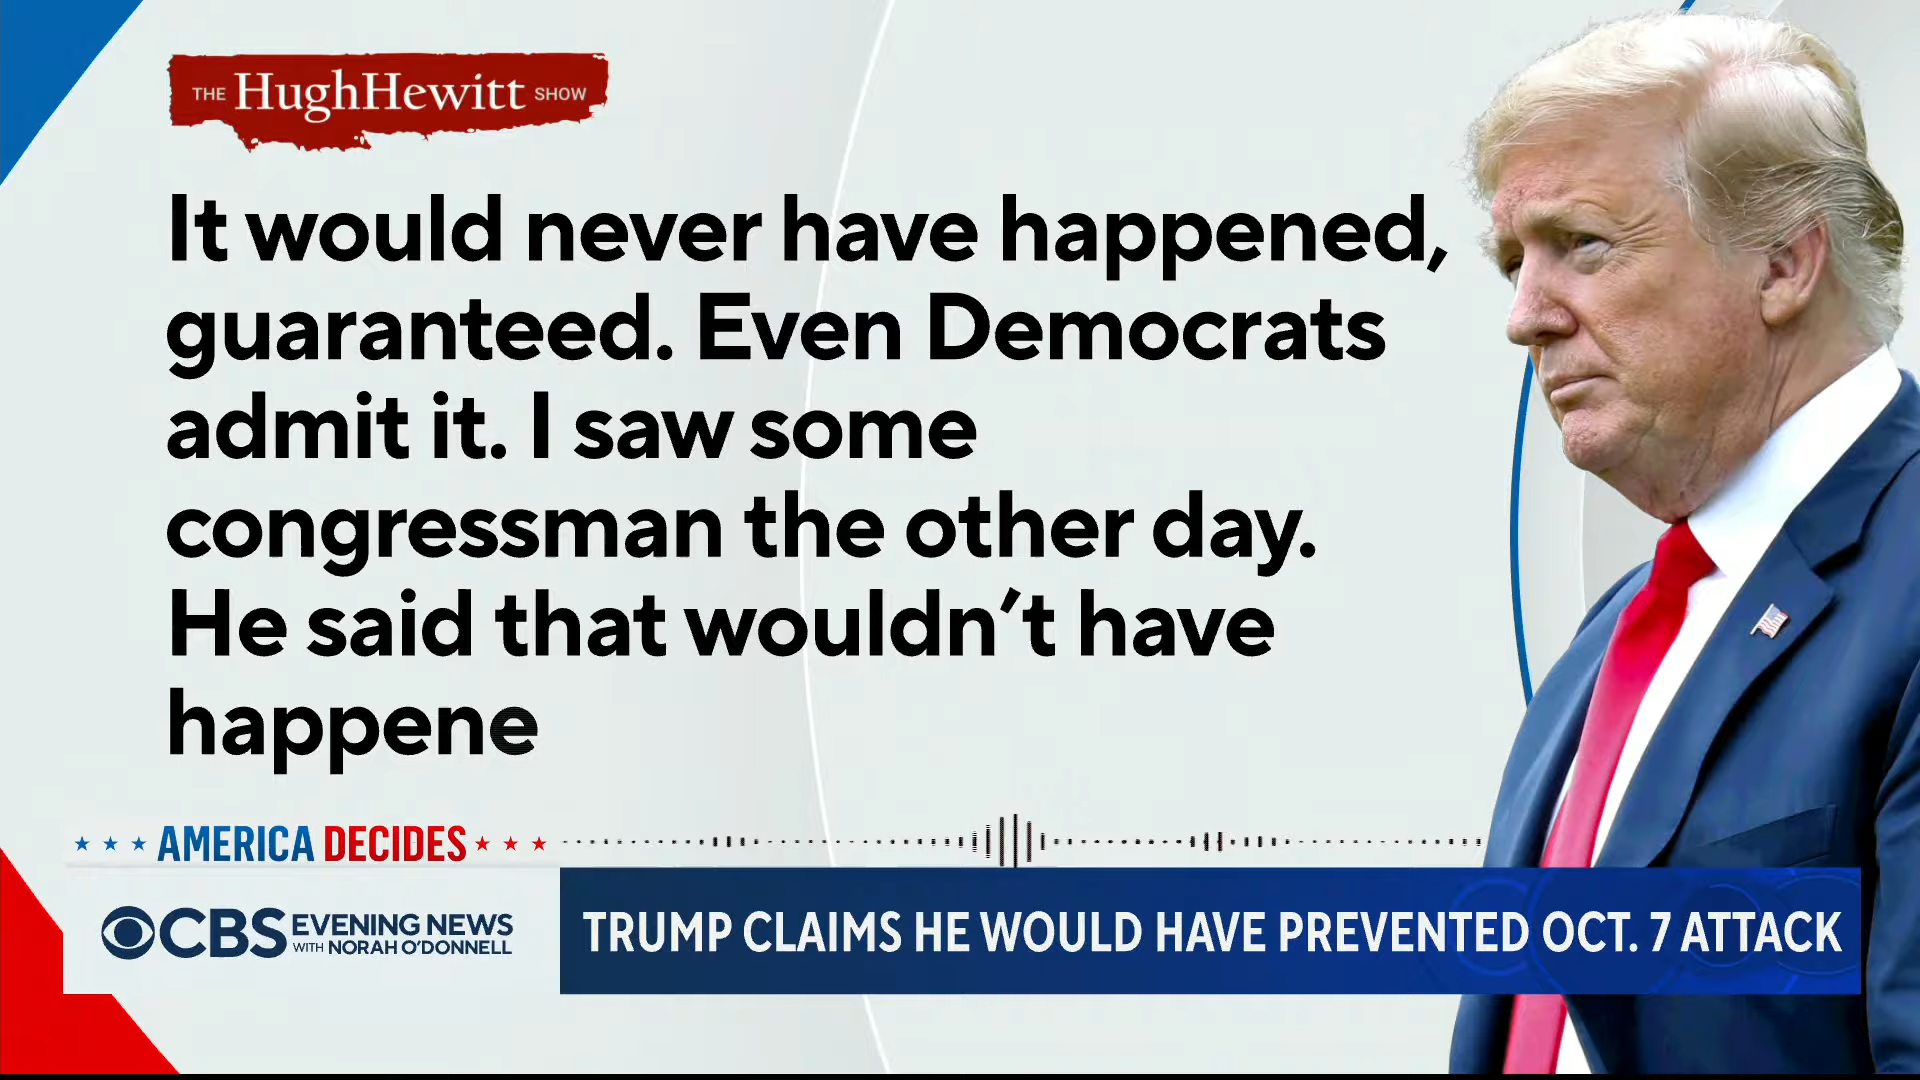 THE HughHewitt SHOW
It would never have happened,
guaranteed. Even Democrats
admit it. I saw some
congressman the other day.
He said that wouldn’t have
happene
AMERICA DECIDES
CBS EVENING NEWS
WITH NORAH O'DONNELL
TRUMP CLAIMS HE WOULD HAVE PREVENTED OCT. 7 ATTACK